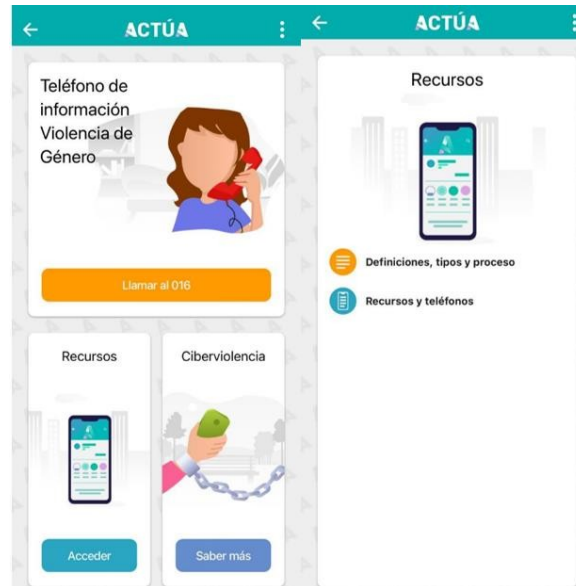 ACTÚA
Teléfono de
información
Violencia de
Género
Llamar al 016
Recursos
Acceder
Ciberviolencia
Saber más
ACTÚA
Recursos
Definiciones, tipos y proceso
Recursos y teléfonos